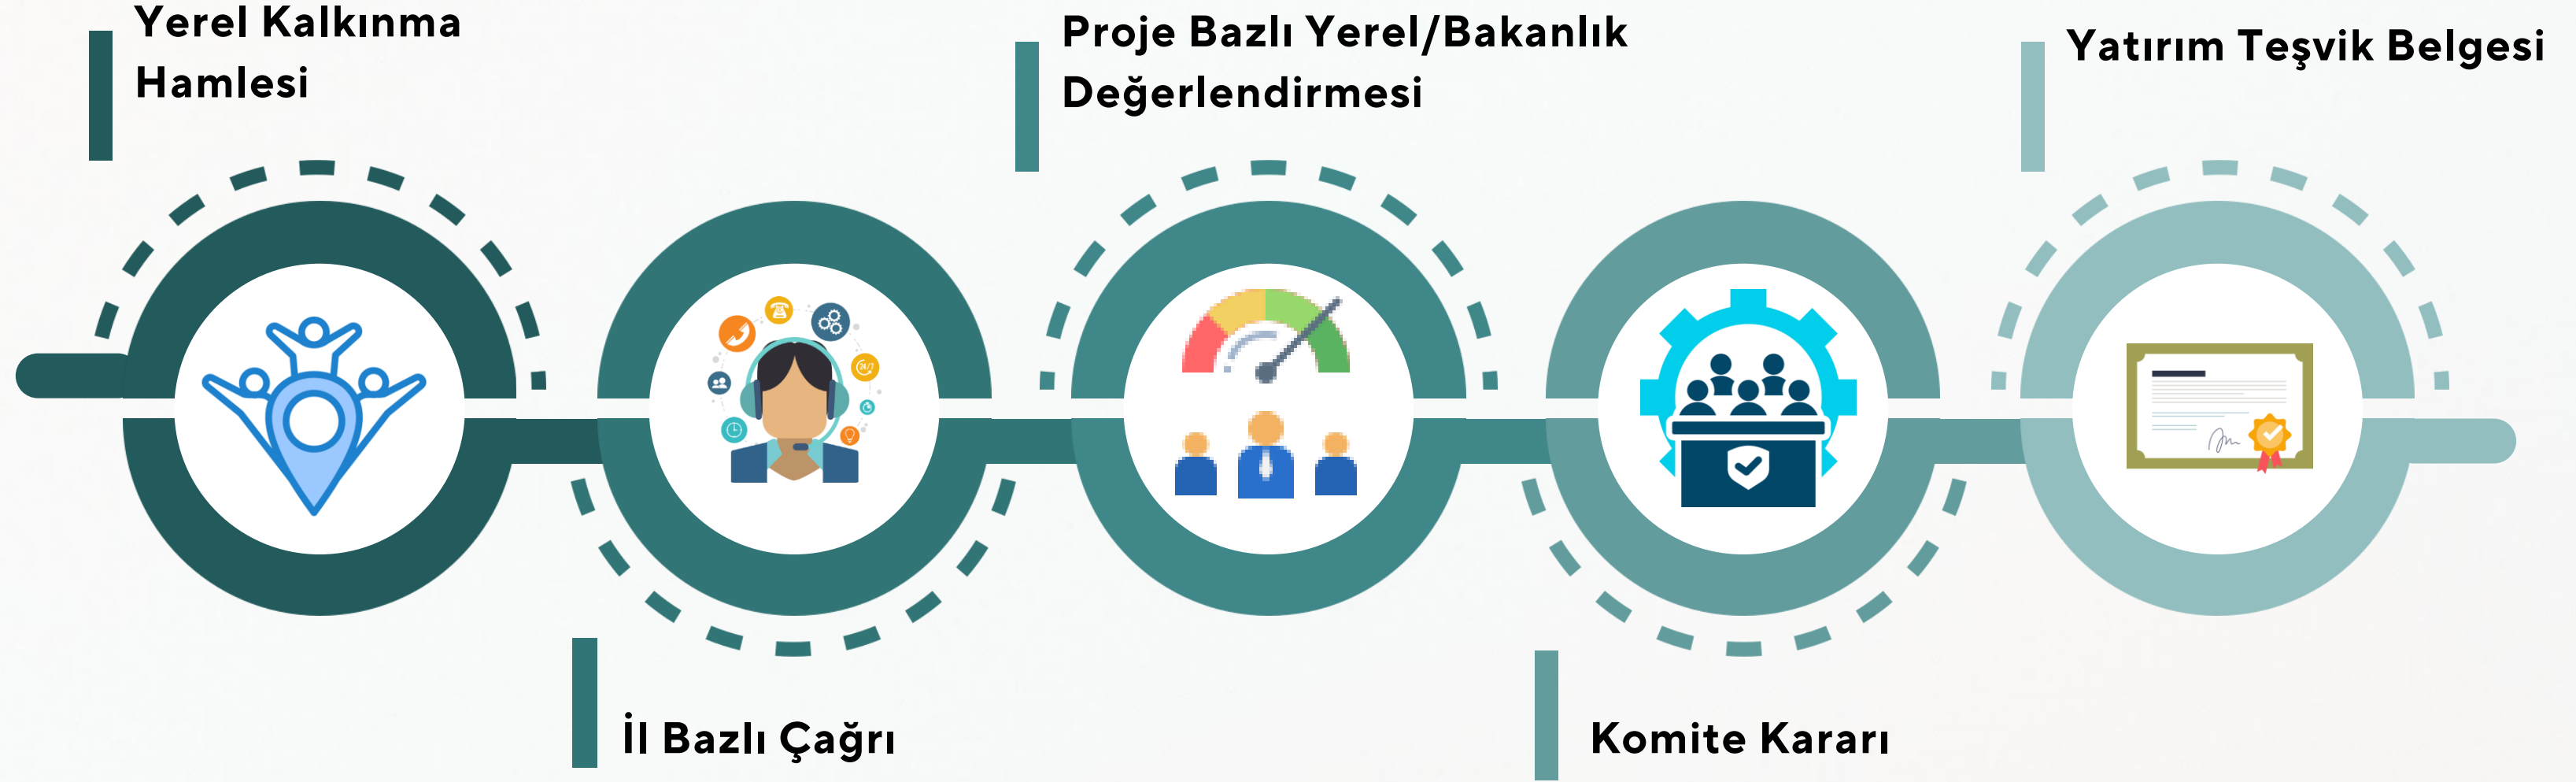 Yerel Kalkınma
Hamlesi
İl Bazlı Çağrı
Proje Bazlı Yerel/Bakanlık
Değerlendirmesi
Komite Kararı
Yatırım Teşvik Belgesi